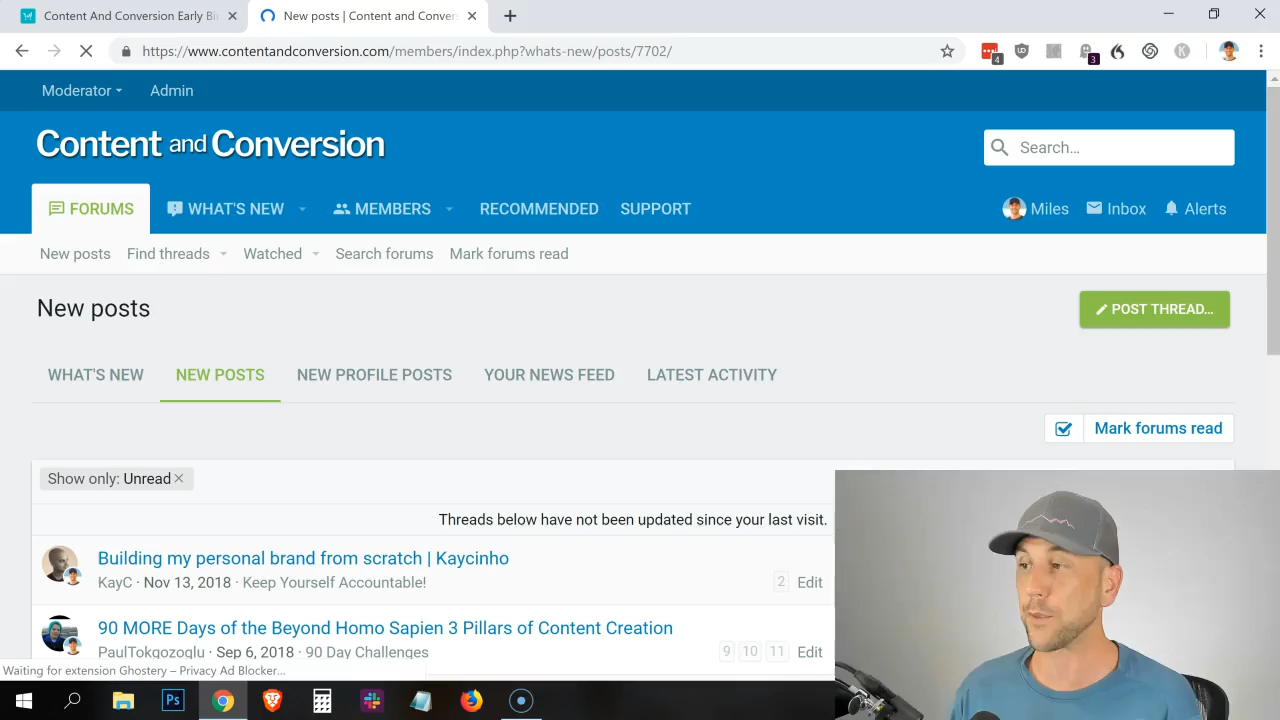 Content And Conversion Early Bi
New posts | Content and Conver
https://www.contentandconversion.com/members/index.php?whats-new/posts/7702/
4
3
Moderator
Admin
Content and Conversion
Search...
FORUMS
WHAT'S NEW
MEMBERS
RECOMMENDED
SUPPORT
Miles
Inbox
Alerts
New posts
Find threads
Watched
Search forums
Mark forums read
New posts
POST THREAD...
WHAT'S NEW
NEW POSTS
NEW PROFILE POSTS
YOUR NEWS FEED
LATEST ACTIVITY
Mark forums read
Show only: Unread
Threads below have not been updated since your last visit.
Building my personal brand from scratch | Kaycinho
KayC · Nov 13, 2018 · Keep Yourself Accountable!
2
Edit
90 MORE Days of the Beyond Homo Sapien 3 Pillars of Content Creation
PaulTokgozoglu · Sep 6, 2018 · 90 Day Challenges
9 10 11
Edit
Waiting for extension Ghostery – Privacy Ad Blocker...